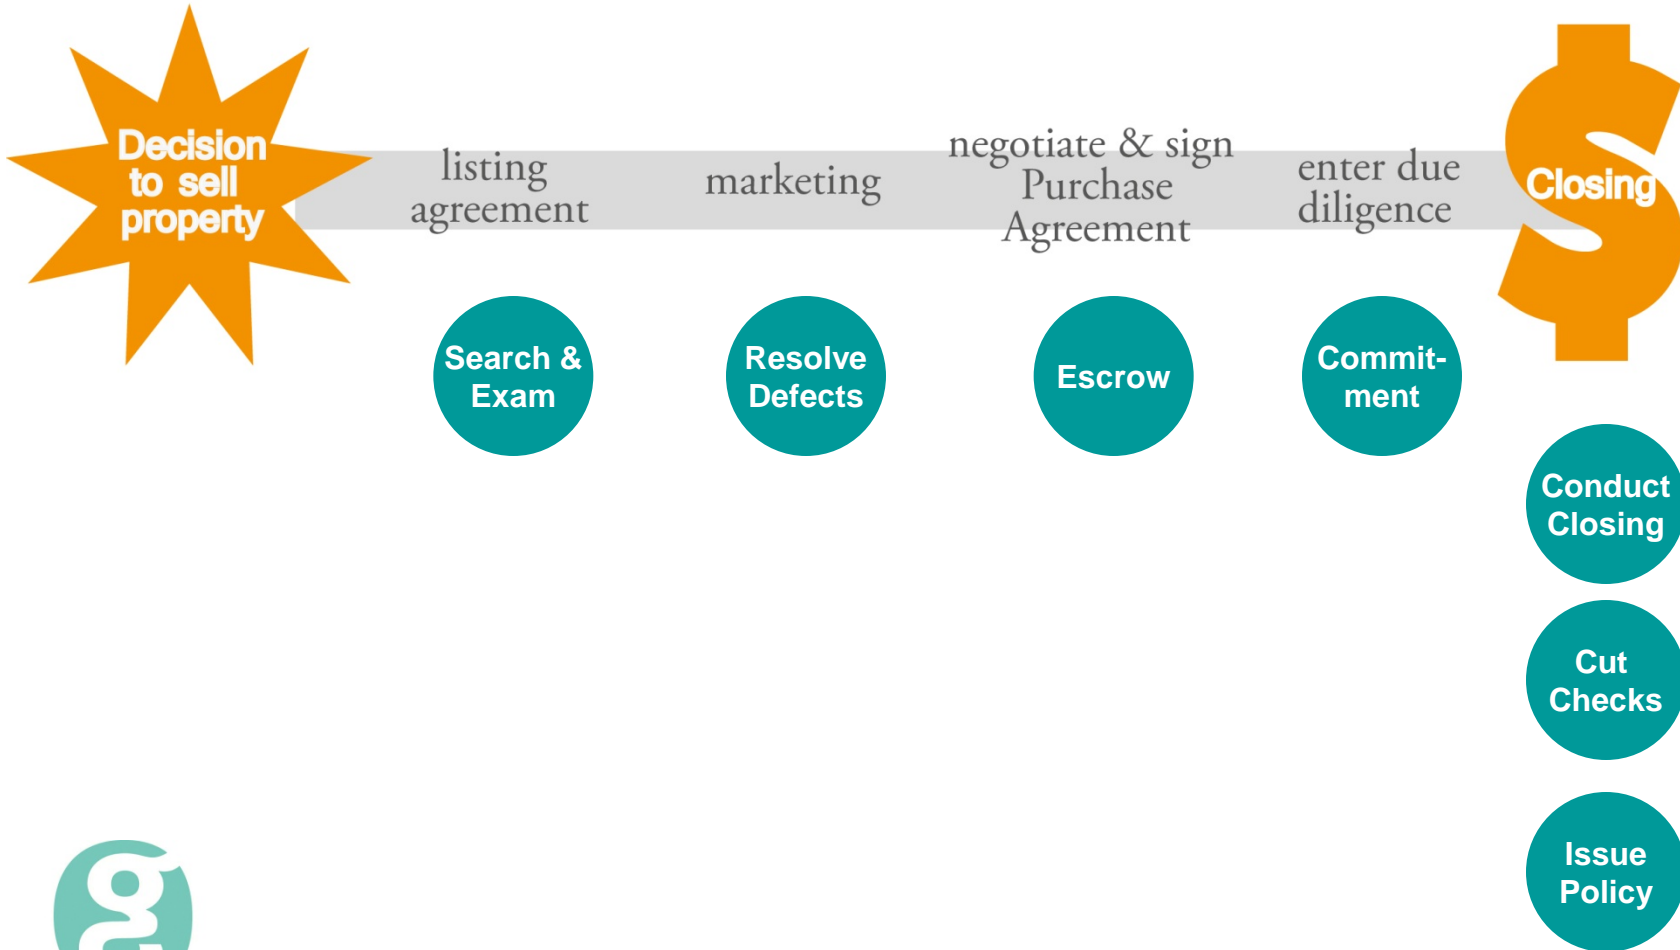 Decision
to sell
property
listing
agreement
marketing
negotiate & sign
Purchase
Agreement
enter due
diligence
Closing
Search &
Exam
Resolve
Defects
Escrow
Commit-
ment
Conduct
Closing
Cut
Checks
Issue
Policy
g